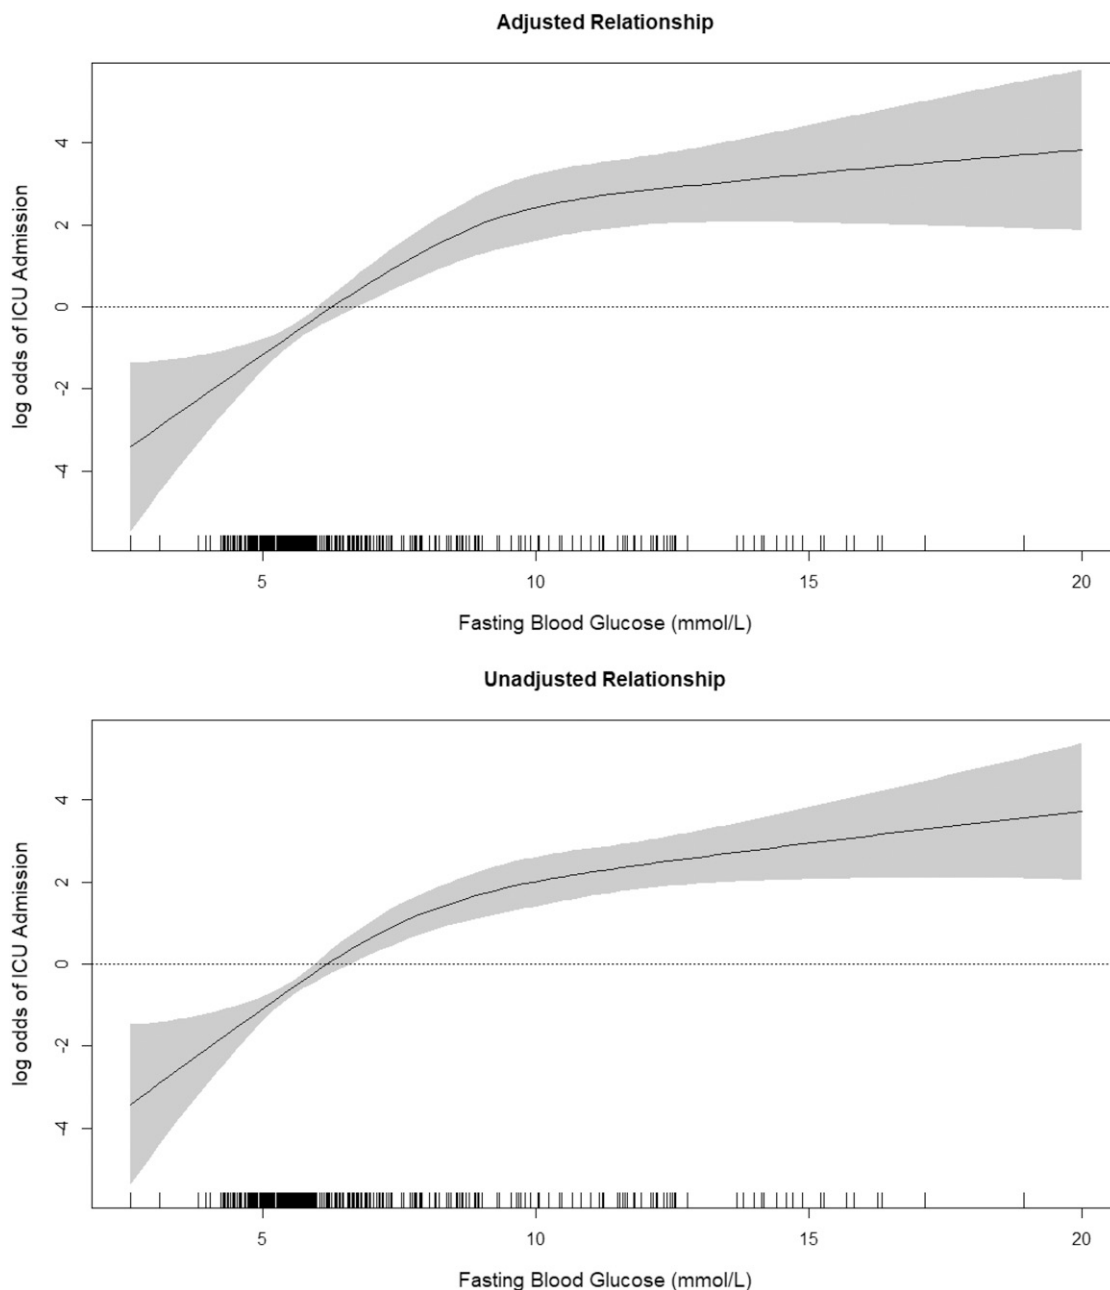 Adjusted Relationship
4
2
0
-2
-4
log odds of ICU Admission
5 10 15 20
Fasting Blood Glucose (mmol/L)
Unadjusted Relationship
4
2
0
-2
-4
log odds of ICU Admission
5 10 15 20
Fasting Blood Glucose (mmol/L)